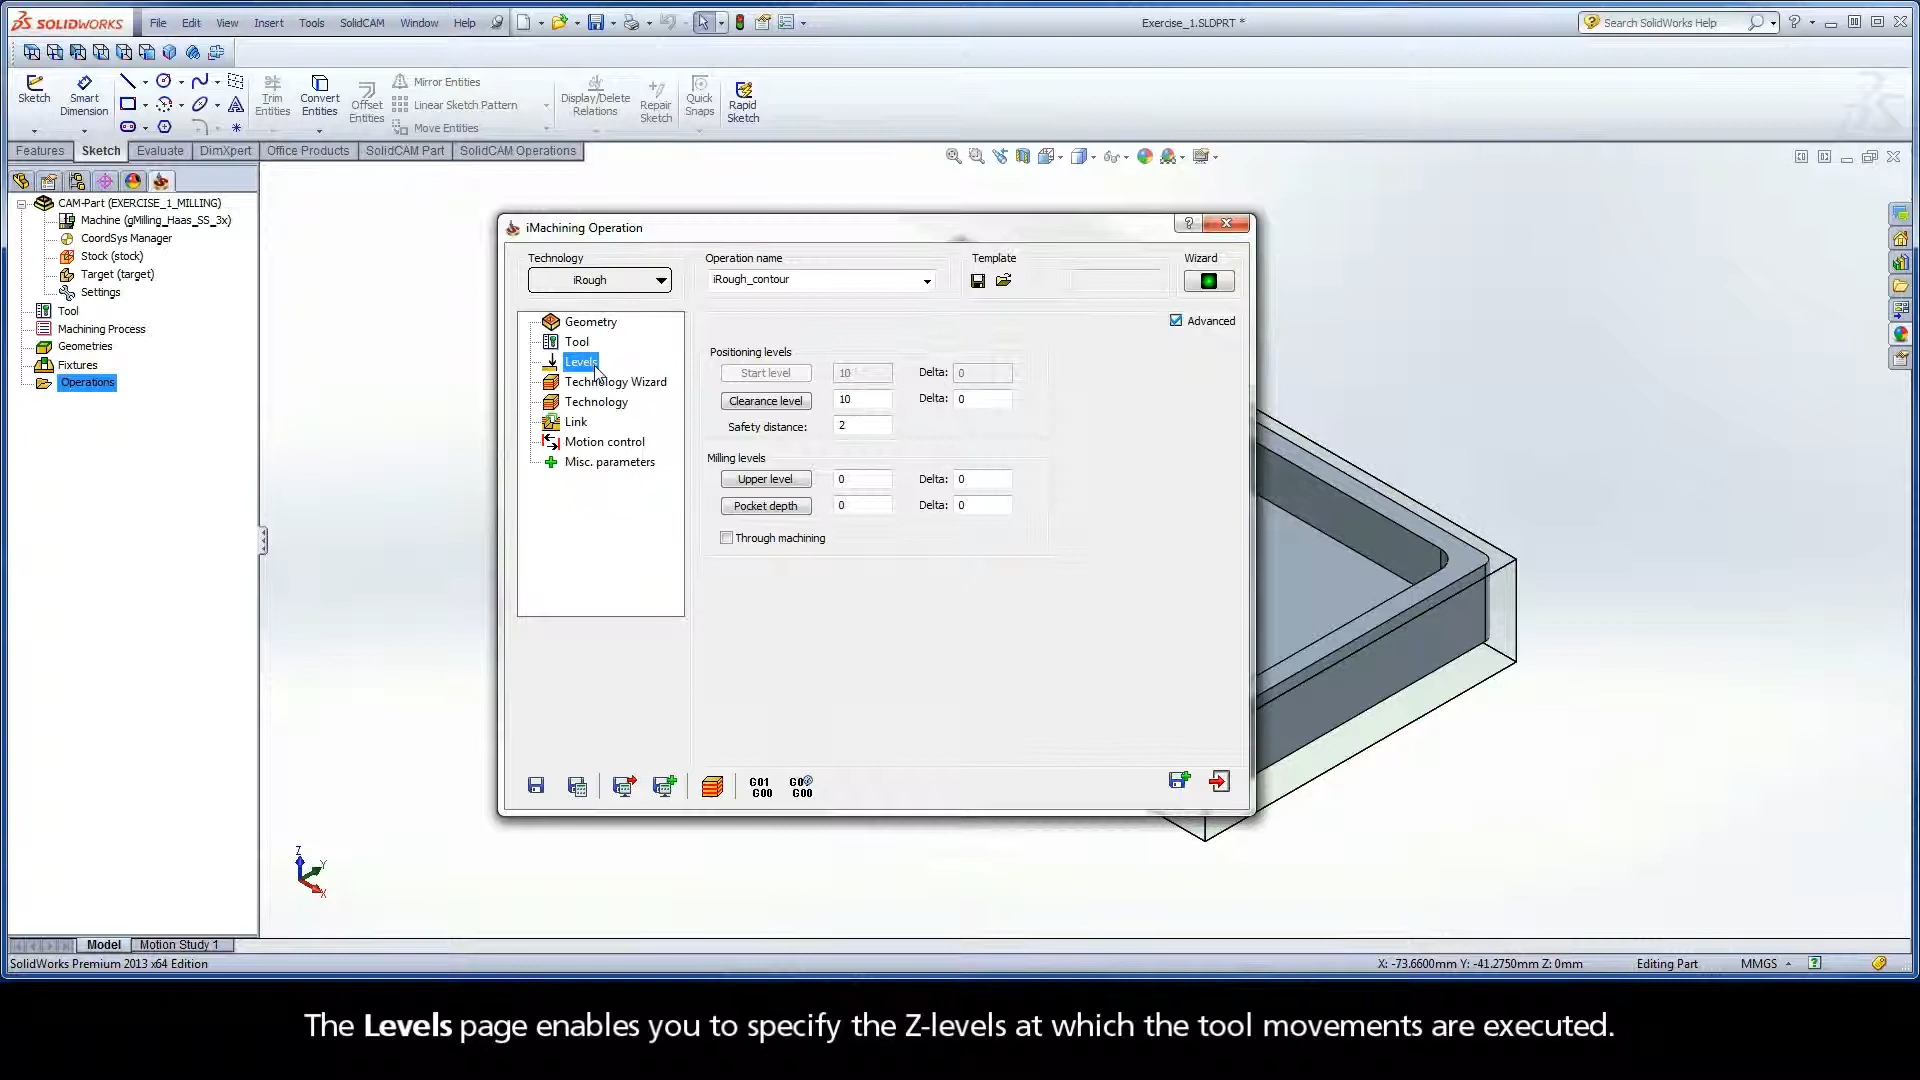 SOLIDWORKS File Edit View Insert Tools SolidCAM Window Help Exercise_1.SLDPRT * Search SolidWorks Help
Sketch Smart Dimension Trim Entities Convert Entities Offset Entities Mirror Entities Display/Delete Relations Repair Sketch Quick Snaps Rapid Sketch
Linear Sketch Pattern
Move Entities
Features Sketch Evaluate DimXpert Office Products SolidCAM Part SolidCAM Operations
CAM-Part (EXERCISE_1_MILLING)
Machine (gMilling_Haas_SS_3x)
CoordSys Manager
Stock (stock)
Target (target)
Settings
Tool
Machining Process
Geometries
Fixtures
Operations
iMachining Operation
Technology Operation name Template Wizard
iRough iRough_contour
Geometry
Tool
Levels
Technology Wizard
Technology
Link
Motion control
Misc. parameters
Advanced
Positioning levels
Start level 10 Delta: 0
Clearance level 10 Delta: 0
Safety distance: 2
Milling levels
Upper level 0 Delta: 0
Pocket depth 0 Delta: 0
Through machining
G01 G00
G00
Z
Y
X
Model Motion Study 1
SolidWorks Premium 2013 x64 Edition X: -73.6600mm Y: -41.2750mm Z: 0mm Editing Part MMGS
The Levels page enables you to specify the Z-levels at which the tool movements are executed.